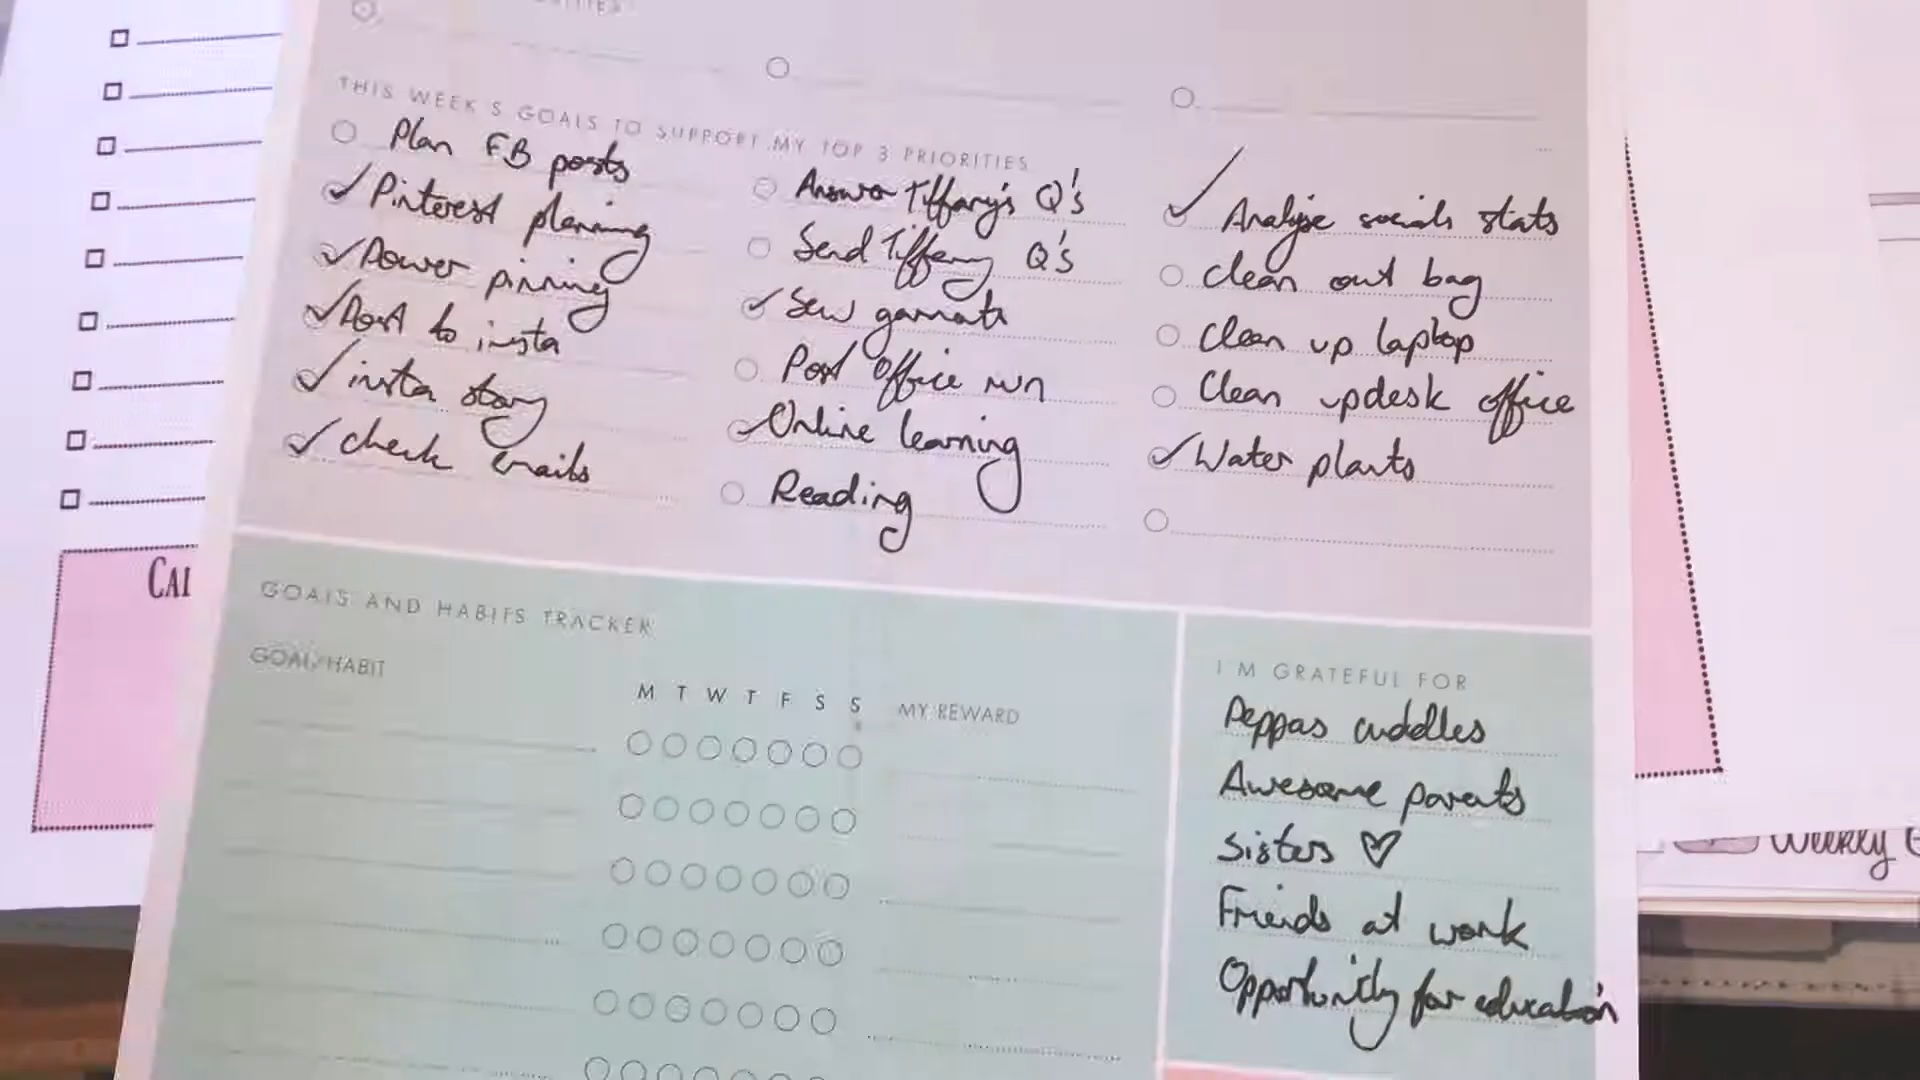 THIS WEEK S GOALS TO SUPPORT MY TOP 3 PRIORITIES
Plan FB posts
Pinterest planning
Power pinning
Post to insta
insta story
check emails
Answer Tiffany's Q's
Send Tiffany Q's
Sew garments
Post office run
Online learning
Reading
Analyse socials stats
clean out bag
clean up laptop
Clean up desk office
Water plants
GOALS AND HABITS TRACKER
GOAL/HABIT
M T W T F S S
MY REWARD
I M GRATEFUL FOR
Peppas cuddles
Awesome parents
Sisters
Friends at work
Opportunity for education
CAL
Weekly